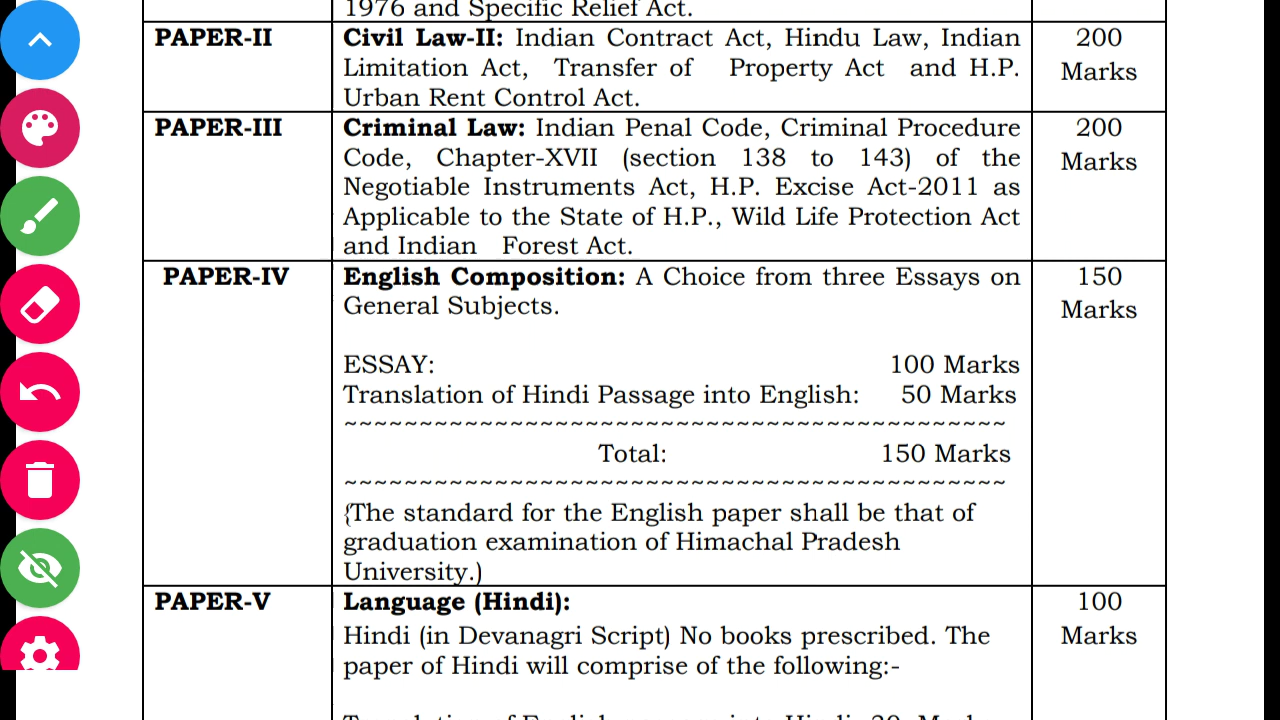 1976 and Specific Relief Act.
PAPER-II
Civil Law-II: Indian Contract Act, Hindu Law, Indian
Limitation Act, Transfer of Property Act and H.P.
Urban Rent Control Act.
200
Marks
PAPER-III
Criminal Law: Indian Penal Code, Criminal Procedure
Code, Chapter-XVII (section 138 to 143) of the
Negotiable Instruments Act, H.P. Excise Act-2011 as
Applicable to the State of H.P., Wild Life Protection Act
and Indian Forest Act.
200
Marks
PAPER-IV
English Composition: A Choice from three Essays on
General Subjects.
ESSAY: 100 Marks
Translation of Hindi Passage into English: 50 Marks
~~~~~~~~~~~~~~~~~~~~~~~~~~~~~~~~~~~~~~~~~~~~
Total: 150 Marks
~~~~~~~~~~~~~~~~~~~~~~~~~~~~~~~~~~~~~~~~~~~~
{The standard for the English paper shall be that of
graduation examination of Himachal Pradesh
University.)
150
Marks
PAPER-V
Language (Hindi):
Hindi (in Devanagri Script) No books prescribed. The
paper of Hindi will comprise of the following:-
100
Marks